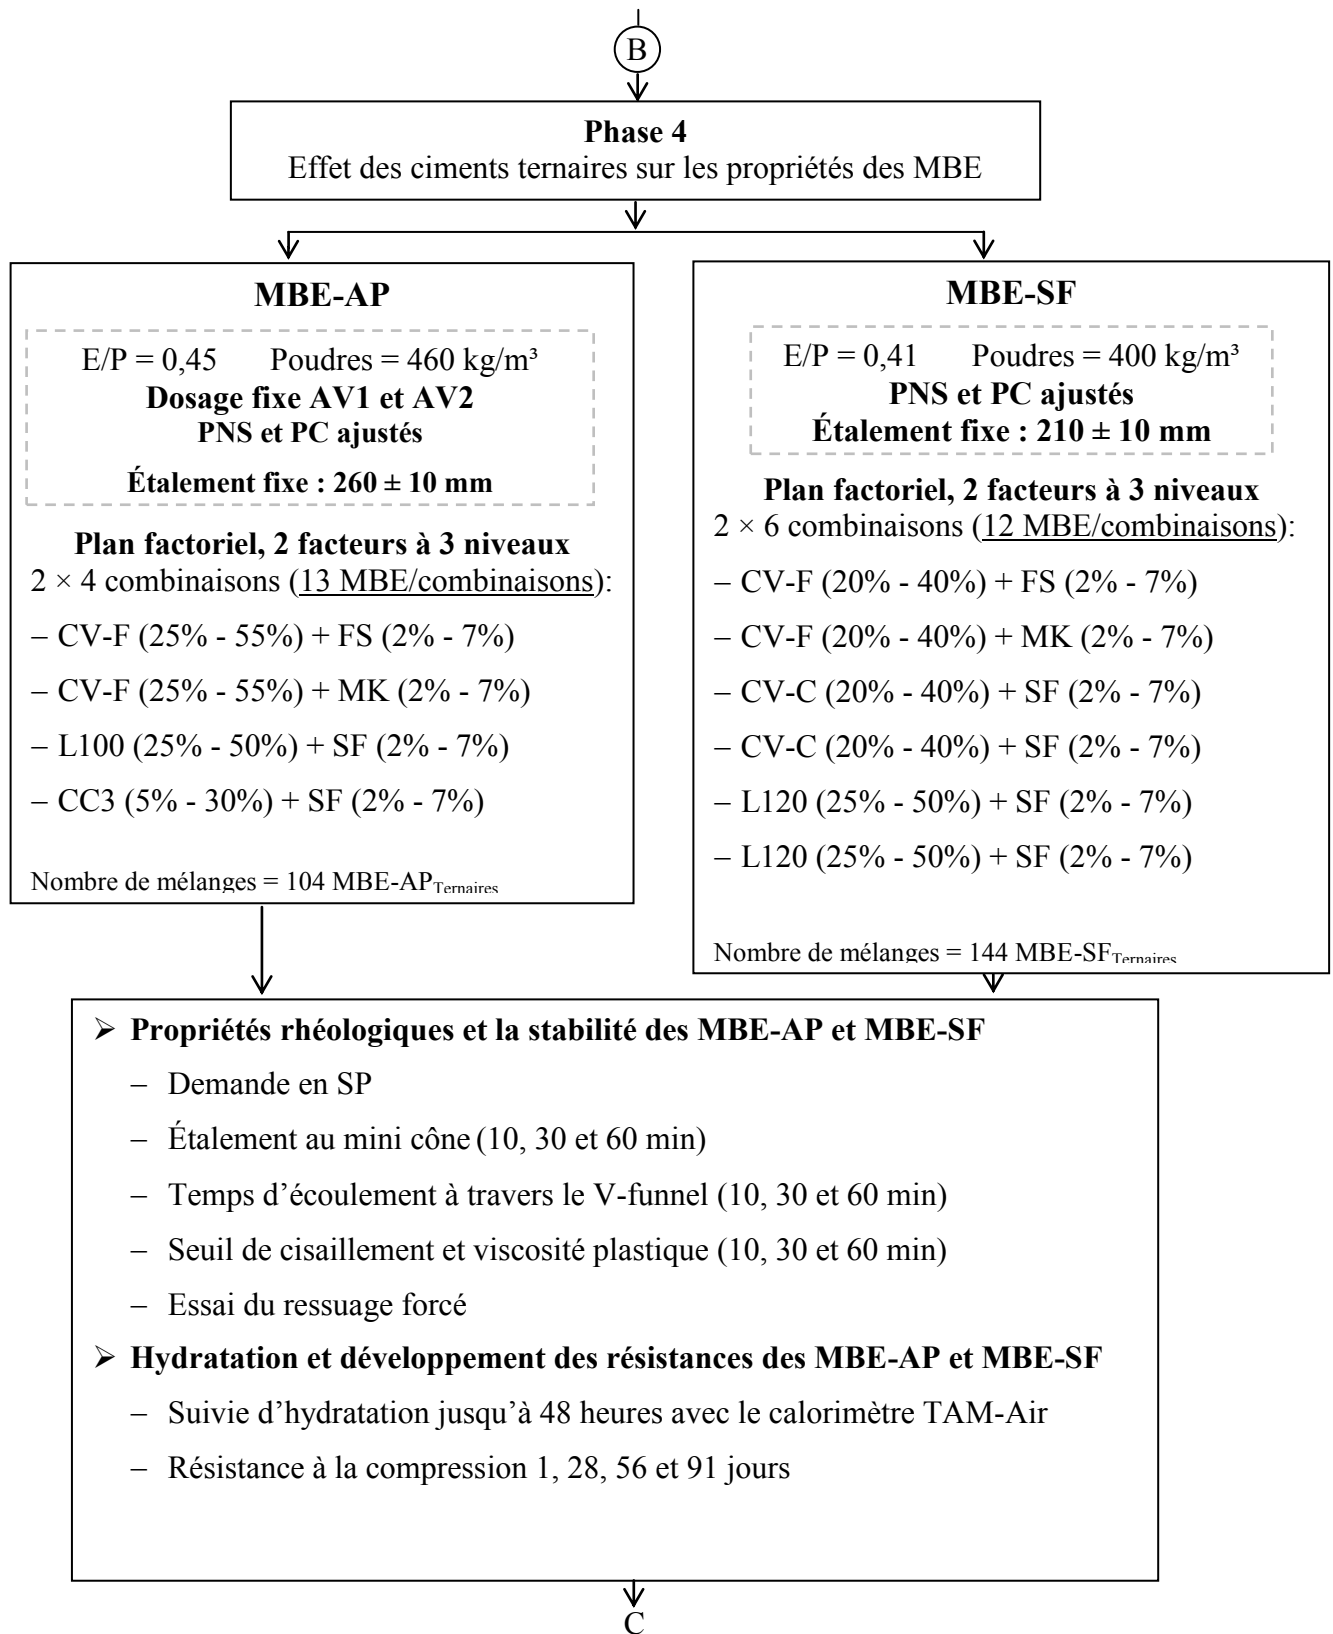 B
Phase 4
Effet des ciments ternaires sur les propriétés des MBE
MBE-AP
E/P = 0,45 Poudres = 460 kg/m³
Dosage fixe AV1 et AV2
PNS et PC ajustés
Étalement fixe : 260 ± 10 mm
Plan factoriel, 2 facteurs à 3 niveaux
2 × 4 combinaisons (13 MBE/combinaisons):
− CV-F (25% - 55%) + FS (2% - 7%)
− CV-F (25% - 55%) + MK (2% - 7%)
− L100 (25% - 50%) + SF (2% - 7%)
− CC3 (5% - 30%) + SF (2% - 7%)
Nombre de mélanges = 104 MBE-APTernaires
MBE-SF
E/P = 0,41 Poudres = 400 kg/m³
PNS et PC ajustés
Étalement fixe : 210 ± 10 mm
Plan factoriel, 2 facteurs à 3 niveaux
2 × 6 combinaisons (12 MBE/combinaisons):
− CV-F (20% - 40%) + FS (2% - 7%)
− CV-F (20% - 40%) + MK (2% - 7%)
− CV-C (20% - 40%) + SF (2% - 7%)
− CV-C (20% - 40%) + SF (2% - 7%)
− L120 (25% - 50%) + SF (2% - 7%)
− L120 (25% - 50%) + SF (2% - 7%)
Nombre de mélanges = 144 MBE-SFTernaires
➢ Propriétés rhéologiques et la stabilité des MBE-AP et MBE-SF
− Demande en SP
− Étalement au mini cône (10, 30 et 60 min)
− Temps d’écoulement à travers le V-funnel (10, 30 et 60 min)
− Seuil de cisaillement et viscosité plastique (10, 30 et 60 min)
− Essai du ressuage forcé
➢ Hydratation et développement des résistances des MBE-AP et MBE-SF
− Suivie d’hydratation jusqu’à 48 heures avec le calorimètre TAM-Air
− Résistance à la compression 1, 28, 56 et 91 jours
C